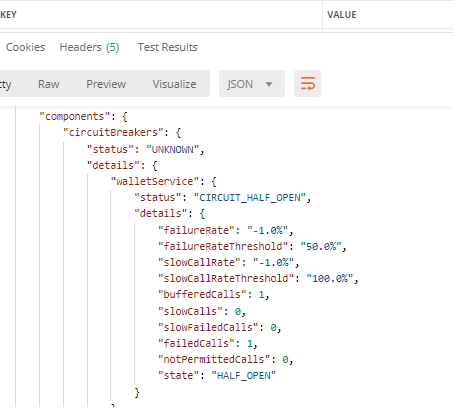 KEY VALUE
Cookies Headers (5) Test Results
tty Raw Preview Visualize JSON
"components": {
"circuitBreakers": {
"status": "UNKNOWN",
"details": {
"walletService": {
"status": "CIRCUIT_HALF_OPEN",
"details": {
"failureRate": "-1.0%",
"failureRateThreshold": "50.0%",
"slowCallRate": "-1.0%",
"slowCallRateThreshold": "100.0%",
"bufferedCalls": 1,
"slowCalls": 0,
"slowFailedCalls": 0,
"failedCalls": 1,
"notPermittedCalls": 0,
"state": "HALF_OPEN"
}
}